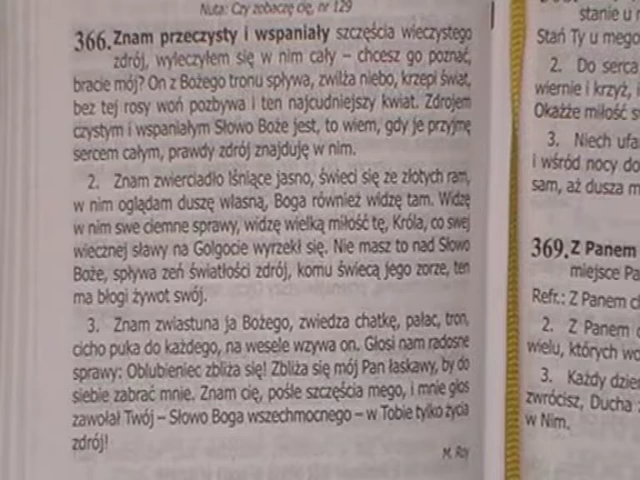 Nuta: Czy zobaczę cię, nr 129
366. Znam przeczysty i wspaniały szczęścia wieczystego
zdrój, wyleczyłem się w nim cały – chcesz go poznać,
bracie mój? On z Bożego tronu spływa, zwilża niebo, krzepi świat,
bez tej rosy woń pozbywa i ten najcudniejszy kwiat. Zdrojem
czystym i wspaniałym Słowo Boże jest, to wiem, gdy je przyjmę
sercem całym, prawdy zdrój znajduję w nim.
2. Znam zwierciadło lśniące jasno, świeci się ze złotych ram,
w nim oglądam duszę własną, Boga również widzę tam. Widzę
w nim swe ciemne sprawy, widzę wielką miłość tę, Króla, co swej
wiecznej sławy na Golgocie wyrzekł się. Nie masz to nad Słowo
Boże, spływa zeń światłości zdrój, komu świecą jego zorze, ten
ma błogi żywot swój.
3. Znam zwiastuna ja Bożego, zwiedza chatkę, pałac, tron,
cicho puka do każdego, na wesele wzywa on. Głosi nam radosne
sprawy: Oblubieniec zbliża się! Zbliża się mój Pan łaskawy, by do
siebie zabrać mnie. Znam cię, pośle szczęścia mego, i mnie głos
zawołał Twój – Słowo Boga wszechmocnego – w Tobie tylko życia
zdrój!
M. Roy
stanie u
Stań Ty u mego
2. Do serca
wiernie i krzyż, i
Okażże miłość
3. Niech
i wśród nocy do
sam, aż dusza
369. Z Panem
miejsce
Refr.: Z Panem
2. Z Panem
wielu, których
3. Każdy
zwrócisz, Ducha
w Nim.